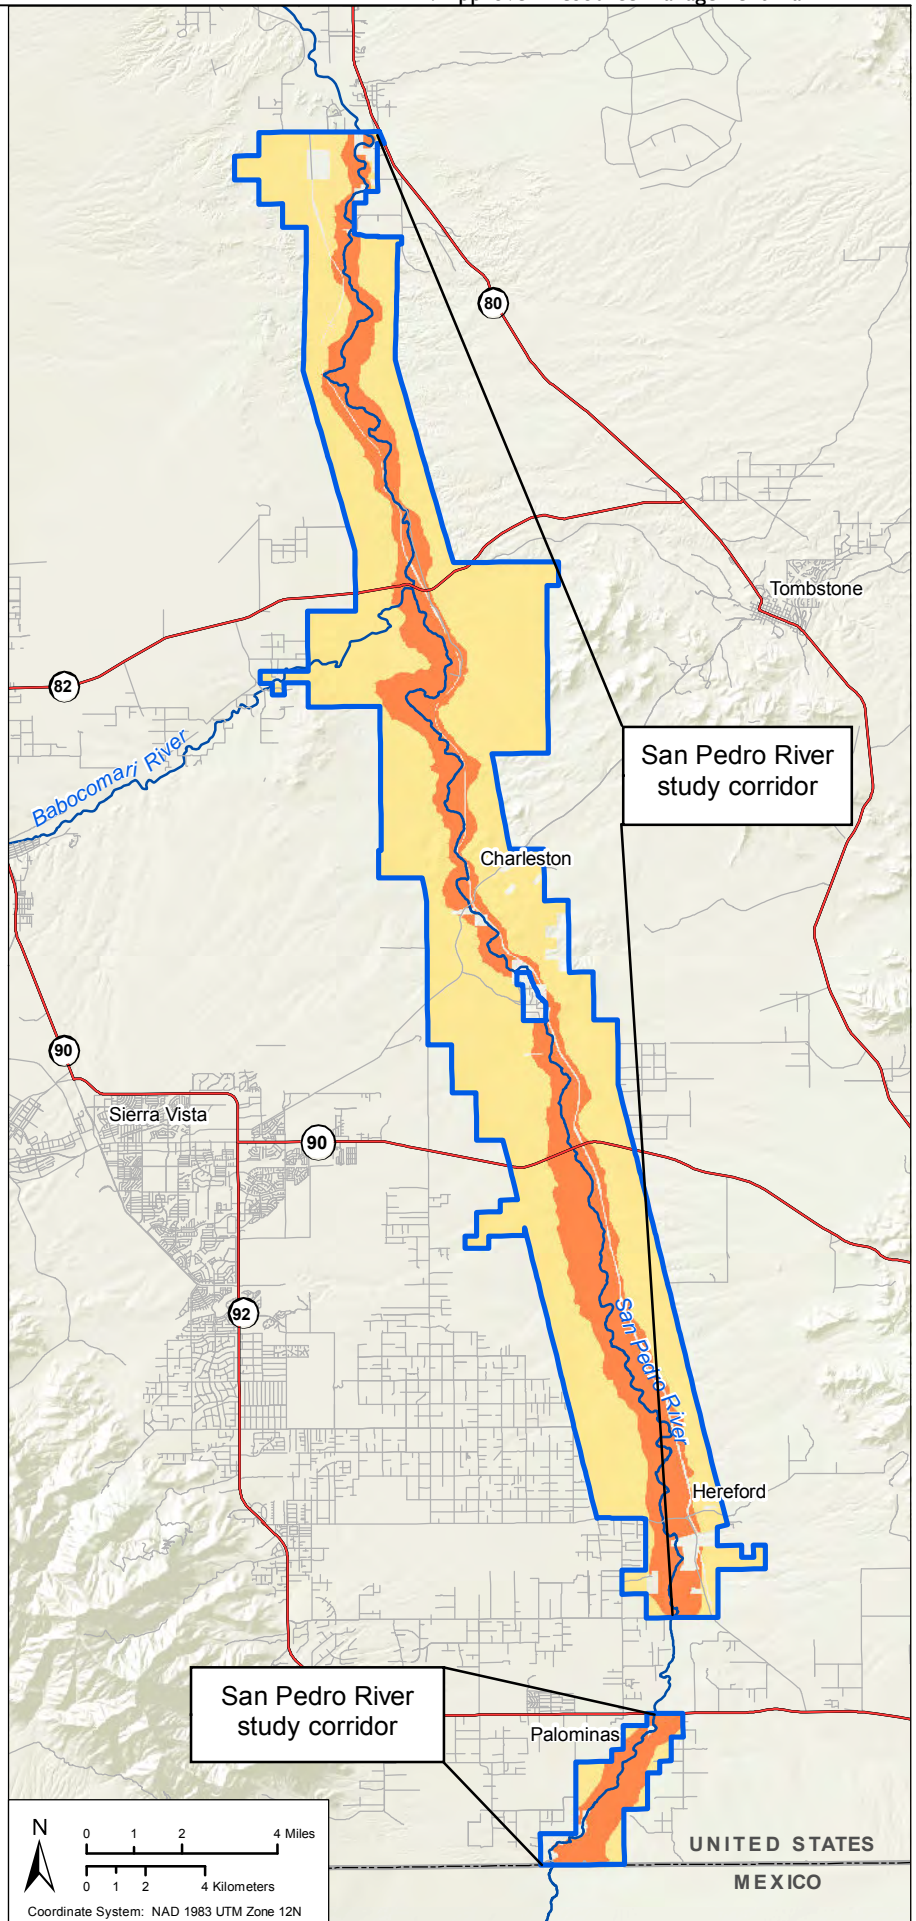 80
Tombstone
82
Babocomari River
San Pedro River
study corridor
Charleston
90
Sierra Vista
90
92
San Pedro River
Hereford
San Pedro River
study corridor
Palominas
N
0 1 2 4 Miles
0 1 2 4 Kilometers
Coordinate System: NAD 1983 UTM Zone 12N
UNITED STATES
MEXICO